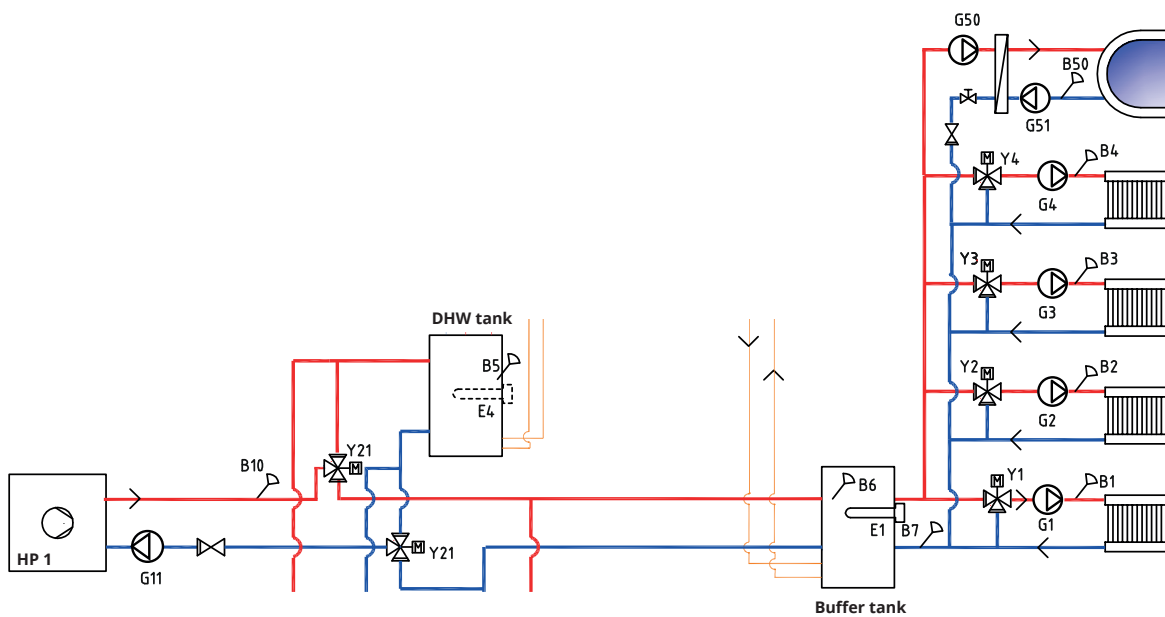 G50
B50
G51
B4
M
Y4
G4
Y3
M
B3
G3
DHW tank
B5
E4
Y2
M
B2
G2
Y21
M
B10
B6
Y1
M
B1
E1
B7
G1
HP 1
G11
M
Y21
Buffer tank